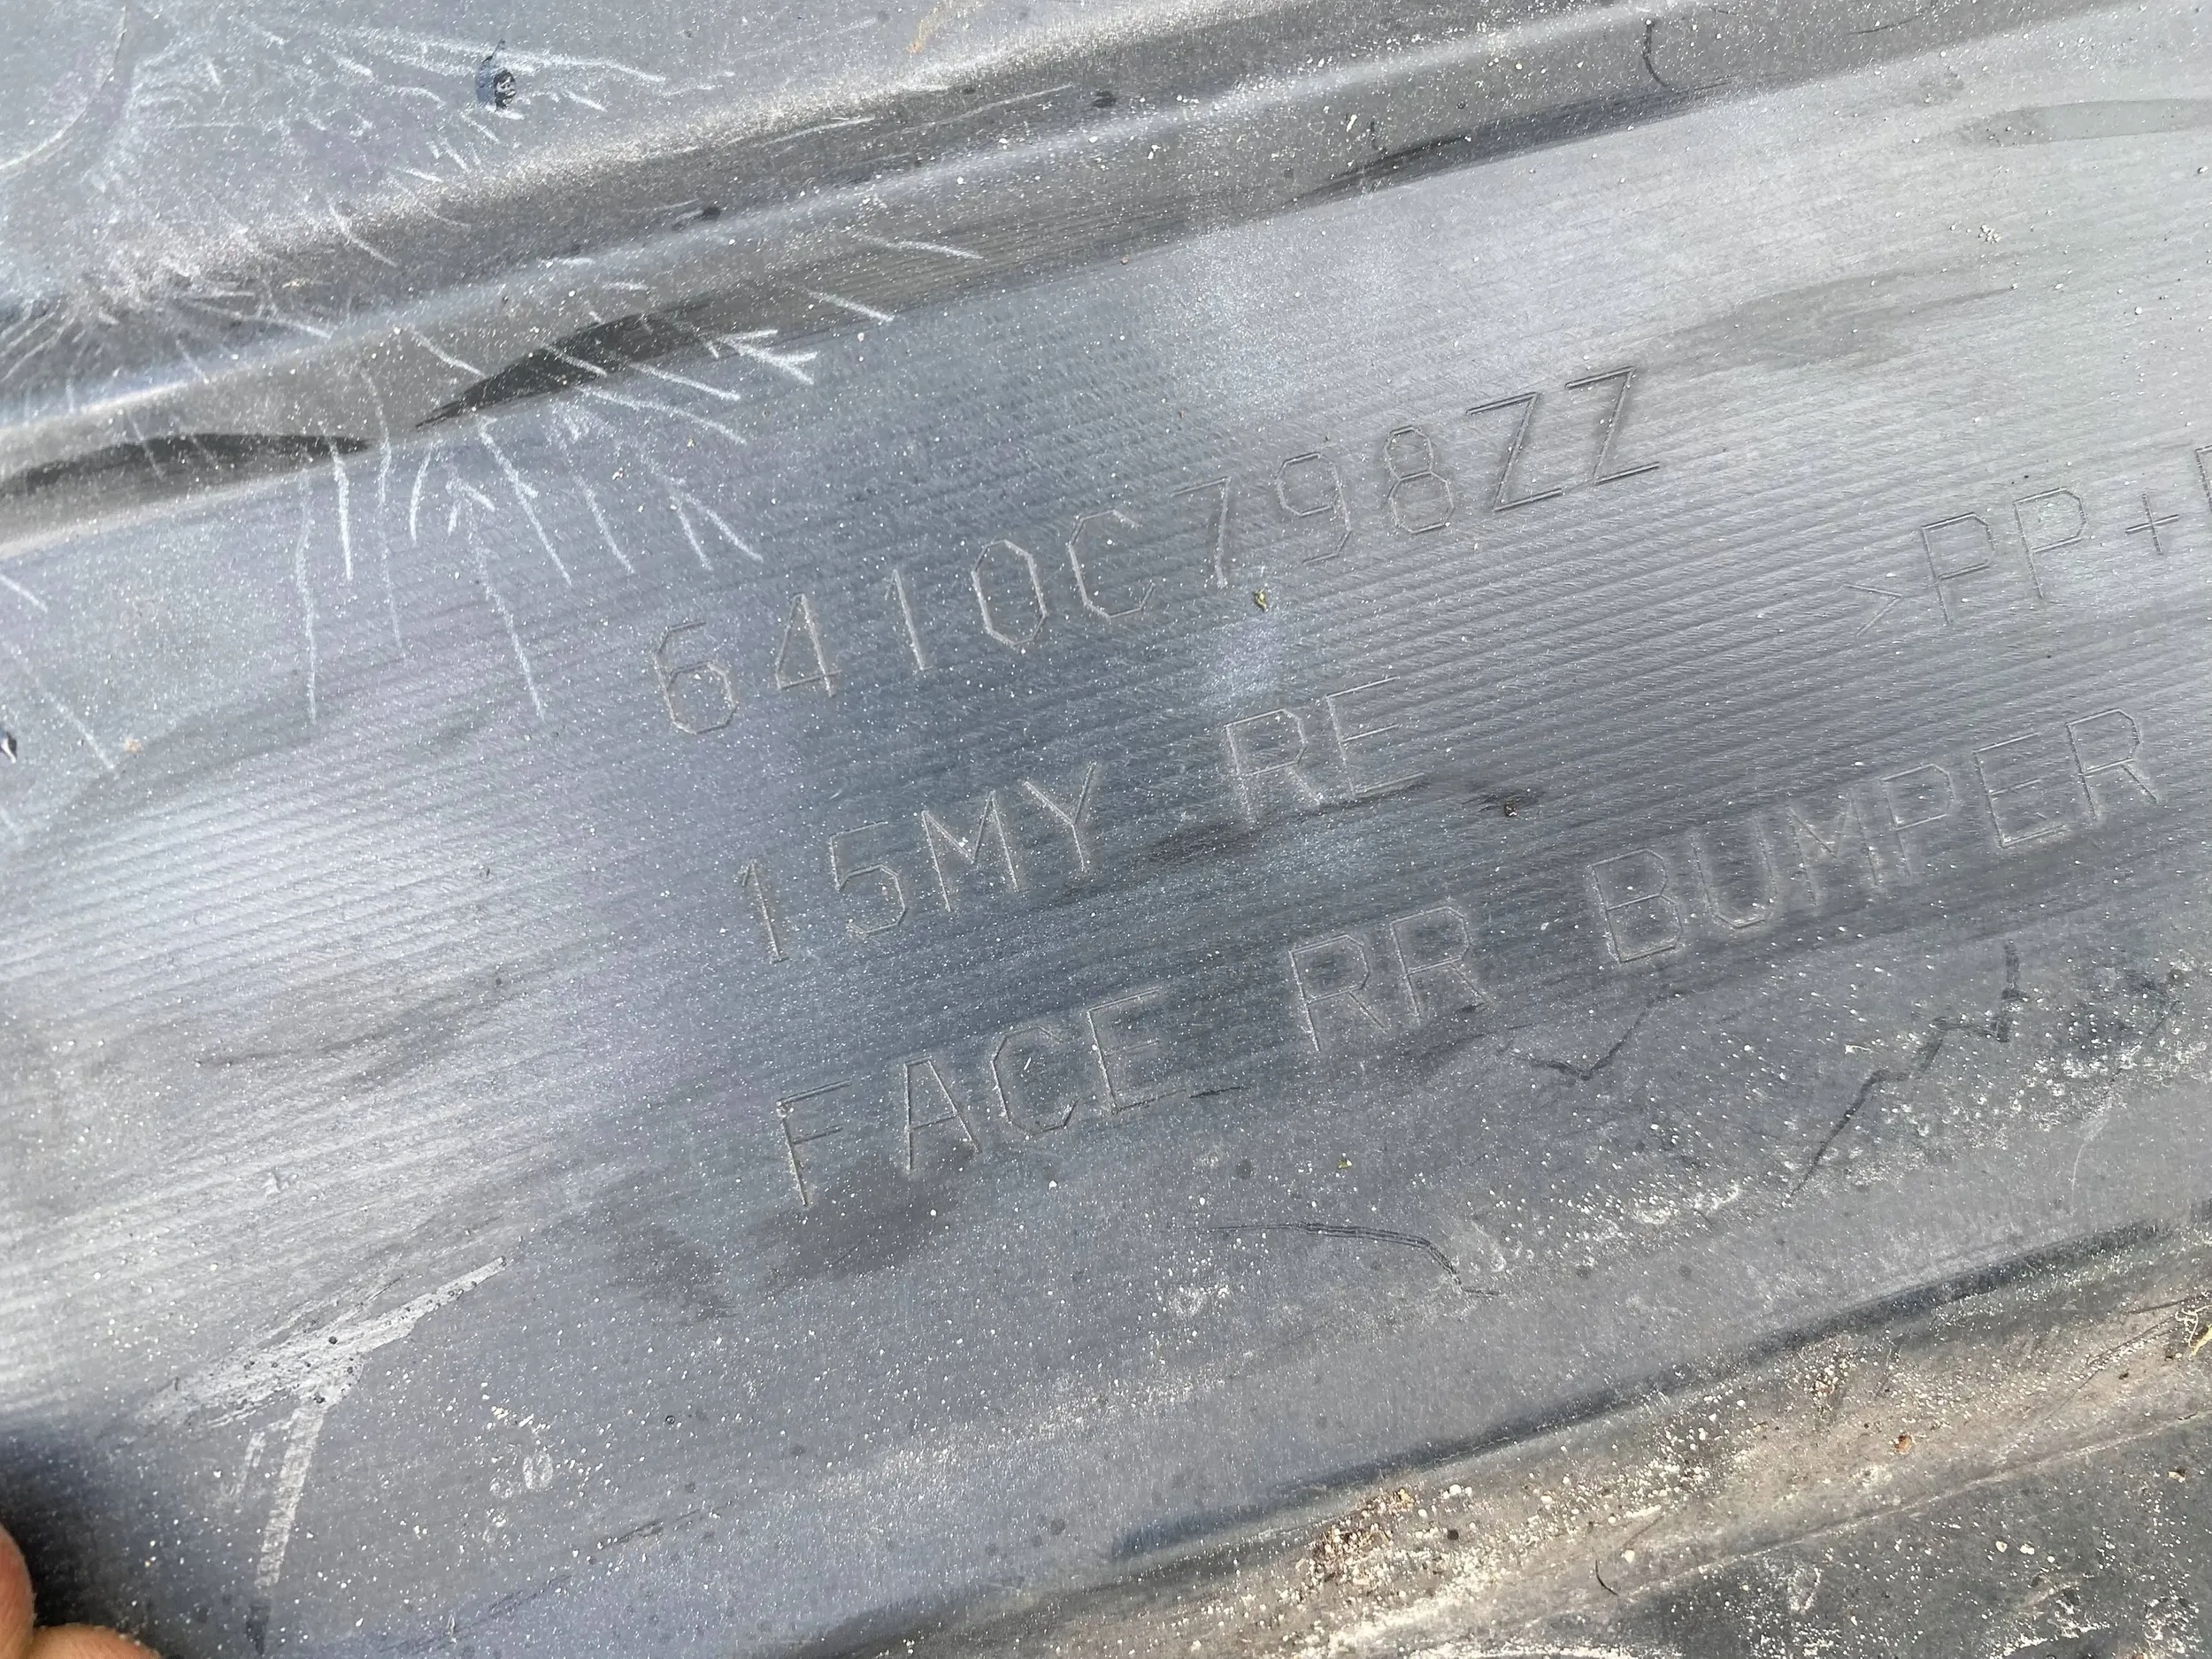 6410C798ZZ
>PP+
15MY RE
FACE RR BUMPER